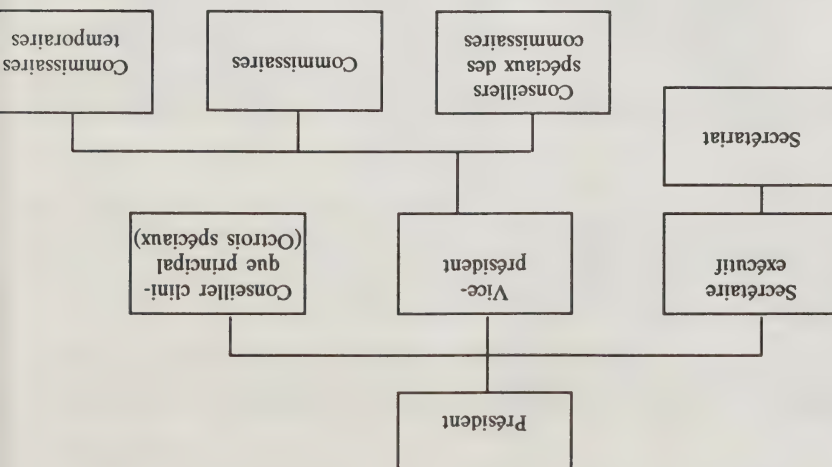 Président
Secrétaire
exécutif
Vice-
président
Conseiller clini-
que principal
(Octrois spéciaux)
Secrétariat
Conseillers
spéciaux des
commissaires
Commissaires
Commissaires
temporaires